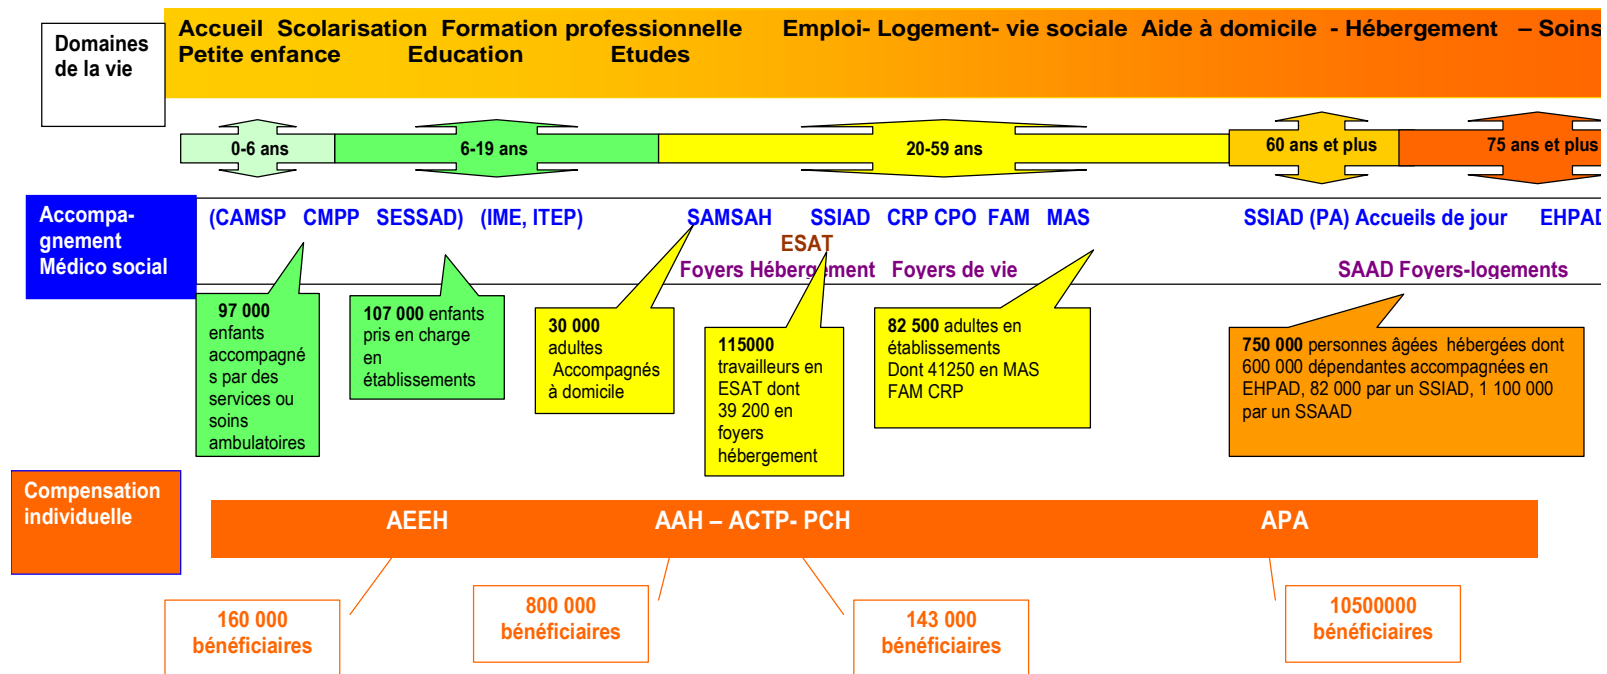 Domaines
de la vie
Accueil  Scolarisation  Formation professionnelle  Emploi- Logement- vie sociale  Aide à domicile  - Hébergement  – Soins
Petite enfance  Education  Etudes
0-6 ans
6-19 ans
20-59 ans
60 ans et plus
75 ans et plus
Accompa-
gnement
Médico social
(CAMSP  CMPP  SESSAD)  (IME, ITEP)  SAMSAH  SSIAD  CRP CPO  FAM  MAS  SSIAD (PA) Accueils de jour  EHPAD
ESAT
Foyers Hébergement  Foyers de vie  SAAD Foyers-logements
97 000
enfants
accompagné
s par des
services ou
soins
ambulatoires
107 000 enfants
pris en charge
en
établissements
30 000
adultes
Accompagnés
à domicile
115000
travailleurs en
ESAT dont
39 200 en
foyers
hébergement
82 500 adultes en
établissements
Dont 41250 en MAS
FAM CRP
750 000 personnes âgées  hébergées dont
600 000 dépendantes accompagnées en
EHPAD, 82 000 par un SSIAD, 1 100 000
par un SSAAD
Compensation
individuelle
AEEH  AAH – ACTP- PCH  APA
160 000
bénéficiaires
800 000
bénéficiaires
143 000
bénéficiaires
10500000
bénéficiaires